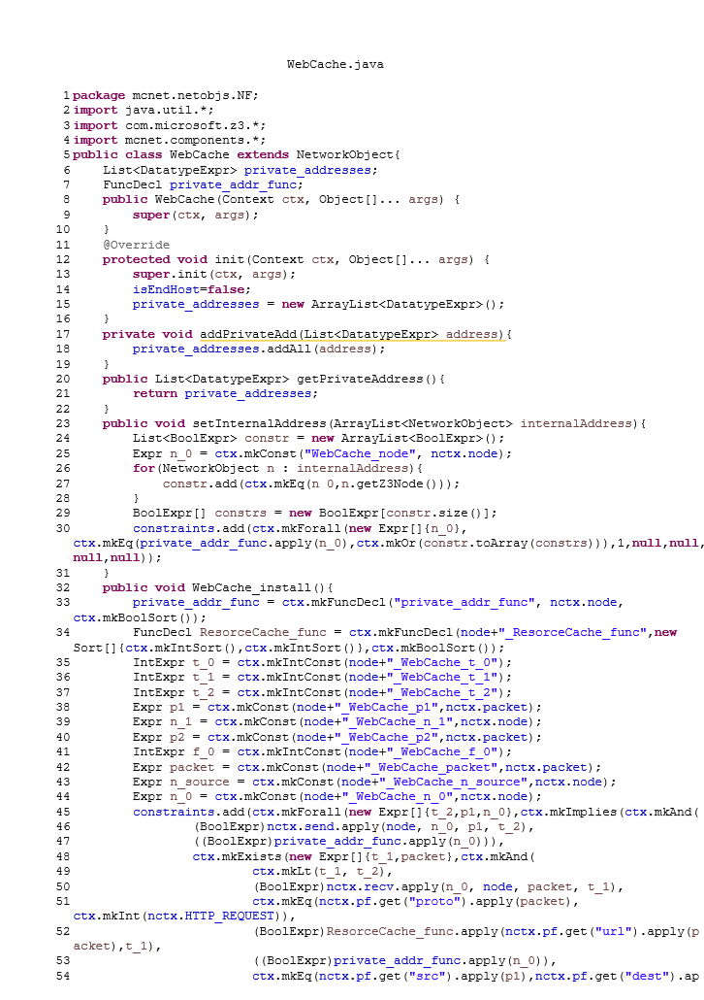 WebCache.java
1 package mcnet.netobjs.NF;
2 import java.util.*;
3 import com.microsoft.z3.*;
4 import mcnet.components.*;
5 public class WebCache extends NetworkObject{
6 List<DatatypeExpr> private_addresses;
7 FuncDecl private_addr_func;
8 public WebCache(Context ctx, Object[]... args) {
9 super(ctx, args);
10 }
11 @Override
12 protected void init(Context ctx, Object[]... args) {
13 super.init(ctx, args);
14 isEndHost=false;
15 private_addresses = new ArrayList<DatatypeExpr>();
16 }
17 private void addPrivateAdd(List<DatatypeExpr> address){
18 private_addresses.addAll(address);
19 }
20 public List<DatatypeExpr> getPrivateAddress(){
21 return private_addresses;
22 }
23 public void setInternalAddress(ArrayList<NetworkObject> internalAddress){
24 List<BoolExpr> constr = new ArrayList<BoolExpr>();
25 Expr n_0 = ctx.mkConst("WebCache_node", nctx.node);
26 for(NetworkObject n : internalAddress){
27 constr.add(ctx.mkEq(n_0,n.getZ3Node()));
28 }
29 BoolExpr[] constrs = new BoolExpr[constr.size()];
30 constraints.add(ctx.mkForall(new Expr[]{n_0},
ctx.mkEq(private_addr_func.apply(n_0),ctx.mkOr(constr.toArray(constrs))),1,null,null,
null,null));
31 }
32 public void WebCache_install(){
33 private_addr_func = ctx.mkFuncDecl("private_addr_func", nctx.node,
ctx.mkBoolSort());
34 FuncDecl ResorceCache_func = ctx.mkFuncDecl(node+"_ResorceCache_func",new
Sort[]{ctx.mkIntSort(),ctx.mkIntSort()},ctx.mkBoolSort());
35 IntExpr t_0 = ctx.mkIntConst(node+"_WebCache_t_0");
36 IntExpr t_1 = ctx.mkIntConst(node+"_WebCache_t_1");
37 IntExpr t_2 = ctx.mkIntConst(node+"_WebCache_t_2");
38 Expr p1 = ctx.mkConst(node+"_WebCache_p1",nctx.packet);
39 Expr n_1 = ctx.mkConst(node+"_WebCache_n_1",nctx.node);
40 Expr p2 = ctx.mkConst(node+"_WebCache_p2",nctx.packet);
41 IntExpr f_0 = ctx.mkIntConst(node+"_WebCache_f_0");
42 Expr packet = ctx.mkConst(node+"_WebCache_packet",nctx.packet);
43 Expr n_source = ctx.mkConst(node+"_WebCache_n_source",nctx.node);
44 Expr n_0 = ctx.mkConst(node+"_WebCache_n_0",nctx.node);
45 constraints.add(ctx.mkForall(new Expr[]{t_2,p1,n_0},ctx.mkImplies(ctx.mkAnd(
46 (BoolExpr)nctx.send.apply(node, n_0, p1, t_2),
47 ((BoolExpr)private_addr_func.apply(n_0))),
48 ctx.mkExists(new Expr[]{t_1,packet},ctx.mkAnd(
49 ctx.mkLt(t_1, t_2),
50 (BoolExpr)nctx.recv.apply(n_0, node, packet, t_1),
51 ctx.mkEq(nctx.pf.get("proto").apply(packet),
ctx.mkInt(nctx.HTTP_REQUEST)),
52 (BoolExpr)ResorceCache_func.apply(nctx.pf.get("url").apply(p
acket),t_1),
53 ((BoolExpr)private_addr_func.apply(n_0)),
54 ctx.mkEq(nctx.pf.get("src").apply(p1),nctx.pf.get("dest").ap